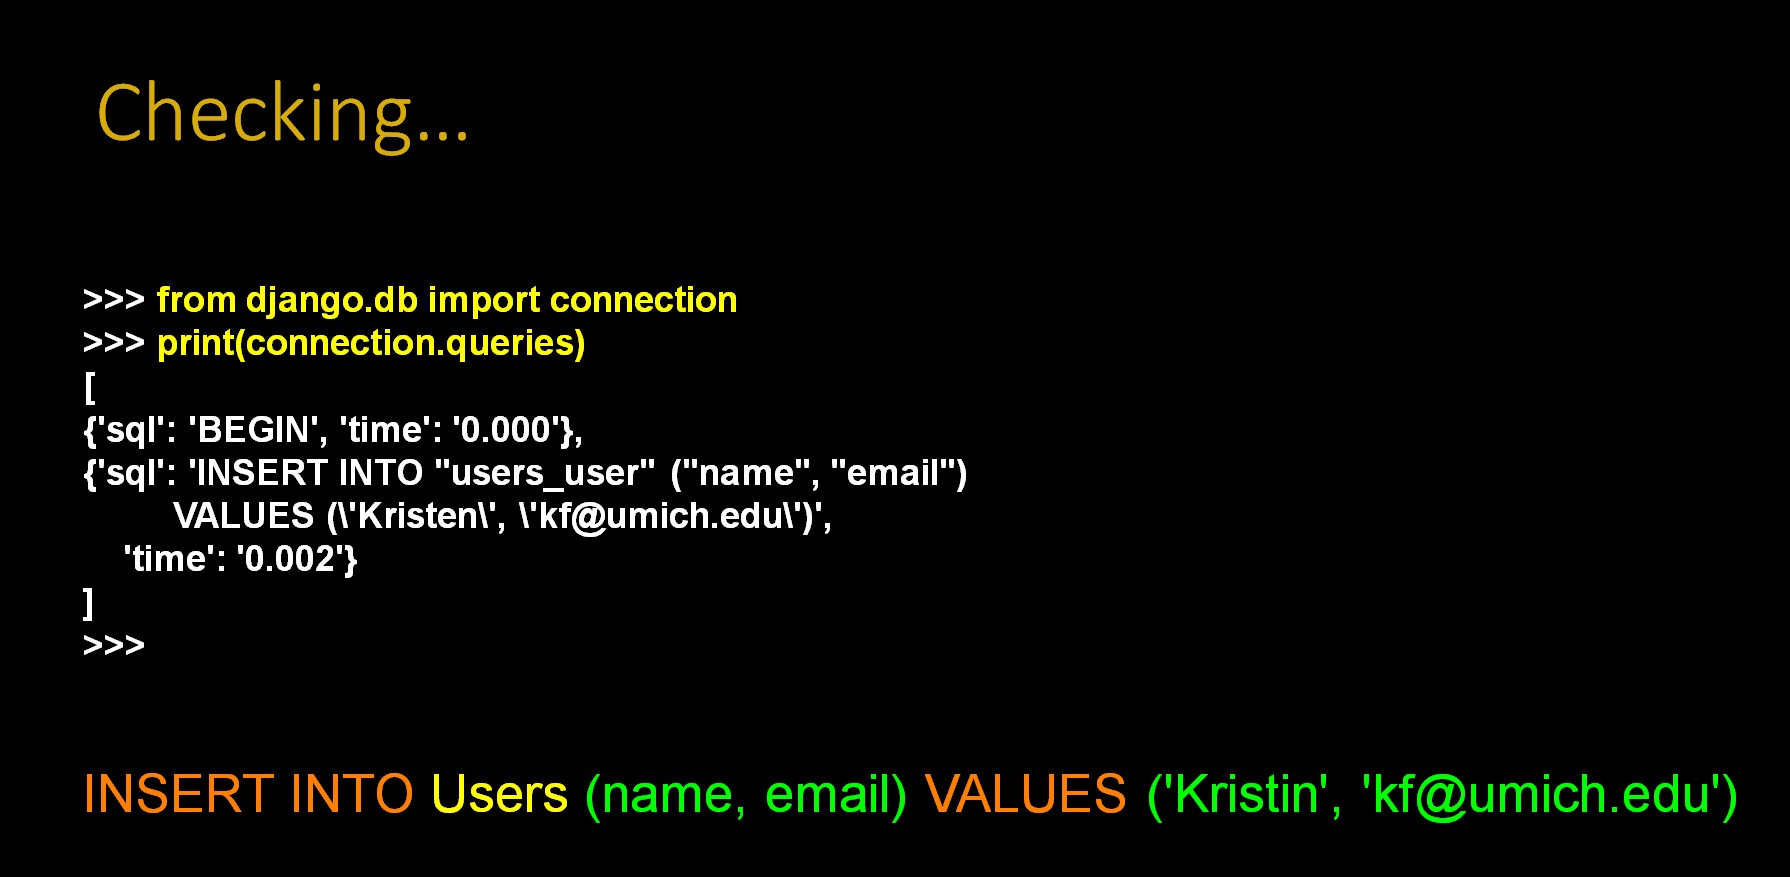 Checking...
>>> from django.db import connection
>>> print(connection.queries)
[
{'sql': 'BEGIN', 'time': '0.000'},
{'sql': 'INSERT INTO "users_user" ("name", "email")
VALUES (\'Kristen\', \'kf@umich.edu\')',
'time': '0.002'}
]
>>>
INSERT INTO Users (name, email) VALUES ('Kristin', 'kf@umich.edu')